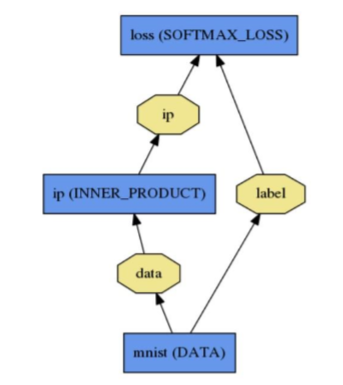 loss (SOFTMAX_LOSS)
ip
ip (INNER_PRODUCT)
label
data
mnist (DATA)